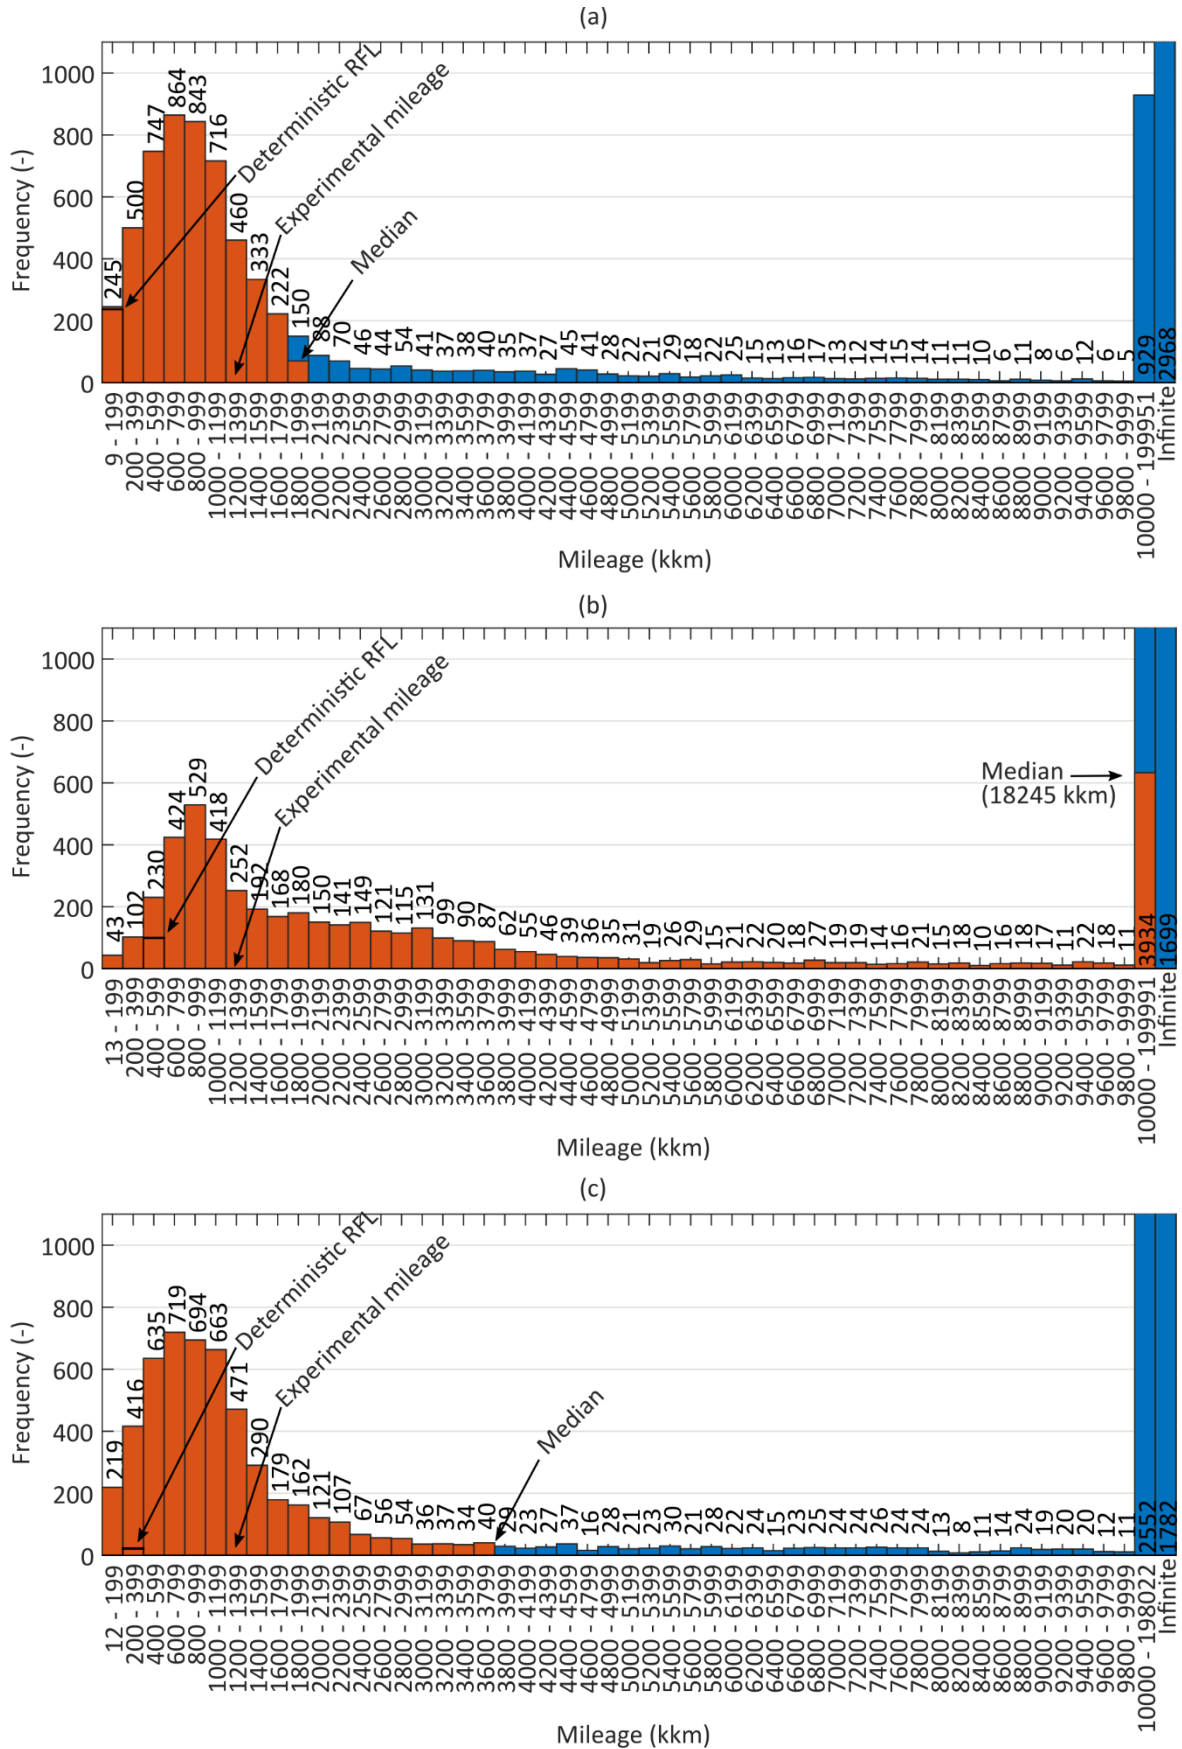 (a)
Frequency (-)
1000
800
600
400
200
0
245
500
747
864
843
716
460
333
222
150
88
70
46
44
54
41
37
38
40
35
37
27
45
41
28
22
21
29
18
22
25
15
13
16
17
13
12
14
15
14
11
11
10
6
11
8
6
12
6
5
929
2968
Deterministic RFL
Experimental mileage
Median
9 - 199
200 - 399
400 - 599
600 - 799
800 - 999
1000 - 1199
1200 - 1399
1400 - 1599
1600 - 1799
1800 - 1999
2000 - 2199
2200 - 2399
2400 - 2599
2600 - 2799
2800 - 2999
3000 - 3199
3200 - 3399
3400 - 3599
3600 - 3799
3800 - 3999
4000 - 4199
4200 - 4399
4400 - 4599
4600 - 4799
4800 - 4999
5000 - 5199
5200 - 5399
5400 - 5599
5600 - 5799
5800 - 5999
6000 - 6199
6200 - 6399
6400 - 6599
6600 - 6799
6800 - 6999
7000 - 7199
7200 - 7399
7400 - 7599
7600 - 7799
7800 - 7999
8000 - 8199
8200 - 8399
8400 - 8599
8600 - 8799
8800 - 8999
9000 - 9199
9200 - 9399
9400 - 9599
9600 - 9799
9800 - 9999
10000 - 199951
Infinite
Mileage (kkm)
(b)
Frequency (-)
1000
800
600
400
200
0
43
102
230
424
529
418
252
192
168
180
150
141
149
121
115
131
99
90
87
62
55
46
39
36
35
31
19
26
29
15
21
22
20
18
27
19
19
14
16
21
15
18
10
16
18
17
11
22
18
11
3934
1699
Deterministic RFL
Experimental mileage
Median
(18245 kkm)
13 - 199
200 - 399
400 - 599
600 - 799
800 - 999
1000 - 1199
1200 - 1399
1400 - 1599
1600 - 1799
1800 - 1999
2000 - 2199
2200 - 2399
2400 - 2599
2600 - 2799
2800 - 2999
3000 - 3199
3200 - 3399
3400 - 3599
3600 - 3799
3800 - 3999
4000 - 4199
4200 - 4399
4400 - 4599
4600 - 4799
4800 - 4999
5000 - 5199
5200 - 5399
5400 - 5599
5600 - 5799
5800 - 5999
6000 - 6199
6200 - 6399
6400 - 6599
6600 - 6799
6800 - 6999
7000 - 7199
7200 - 7399
7400 - 7599
7600 - 7799
7800 - 7999
8000 - 8199
8200 - 8399
8400 - 8599
8600 - 8799
8800 - 8999
9000 - 9199
9200 - 9399
9400 - 9599
9600 - 9799
9800 - 9999
10000 - 199991
Infinite
Mileage (kkm)
(c)
Frequency (-)
1000
800
600
400
200
0
219
416
635
719
694
663
471
290
179
162
121
107
67
56
54
36
37
34
40
29
23
27
37
16
28
21
23
30
21
28
22
24
15
23
25
24
24
26
24
24
13
8
11
14
24
19
20
20
12
11
2552
1782
Deterministic RFL
Experimental mileage
Median
12 - 199
200 - 399
400 - 599
600 - 799
800 - 999
1000 - 1199
1200 - 1399
1400 - 1599
1600 - 1799
1800 - 1999
2000 - 2199
2200 - 2399
2400 - 2599
2600 - 2799
2800 - 2999
3000 - 3199
3200 - 3399
3400 - 3599
3600 - 3799
3800 - 3999
4000 - 4199
4200 - 4399
4400 - 4599
4600 - 4799
4800 - 4999
5000 - 5199
5200 - 5399
5400 - 5599
5600 - 5799
5800 - 5999
6000 - 6199
6200 - 6399
6400 - 6599
6600 - 6799
6800 - 6999
7000 - 7199
7200 - 7399
7400 - 7599
7600 - 7799
7800 - 7999
8000 - 8199
8200 - 8399
8400 - 8599
8600 - 8799
8800 - 8999
9000 - 9199
9200 - 9399
9400 - 9599
9600 - 9799
9800 - 9999
10000 - 198022
Infinite
Mileage (kkm)